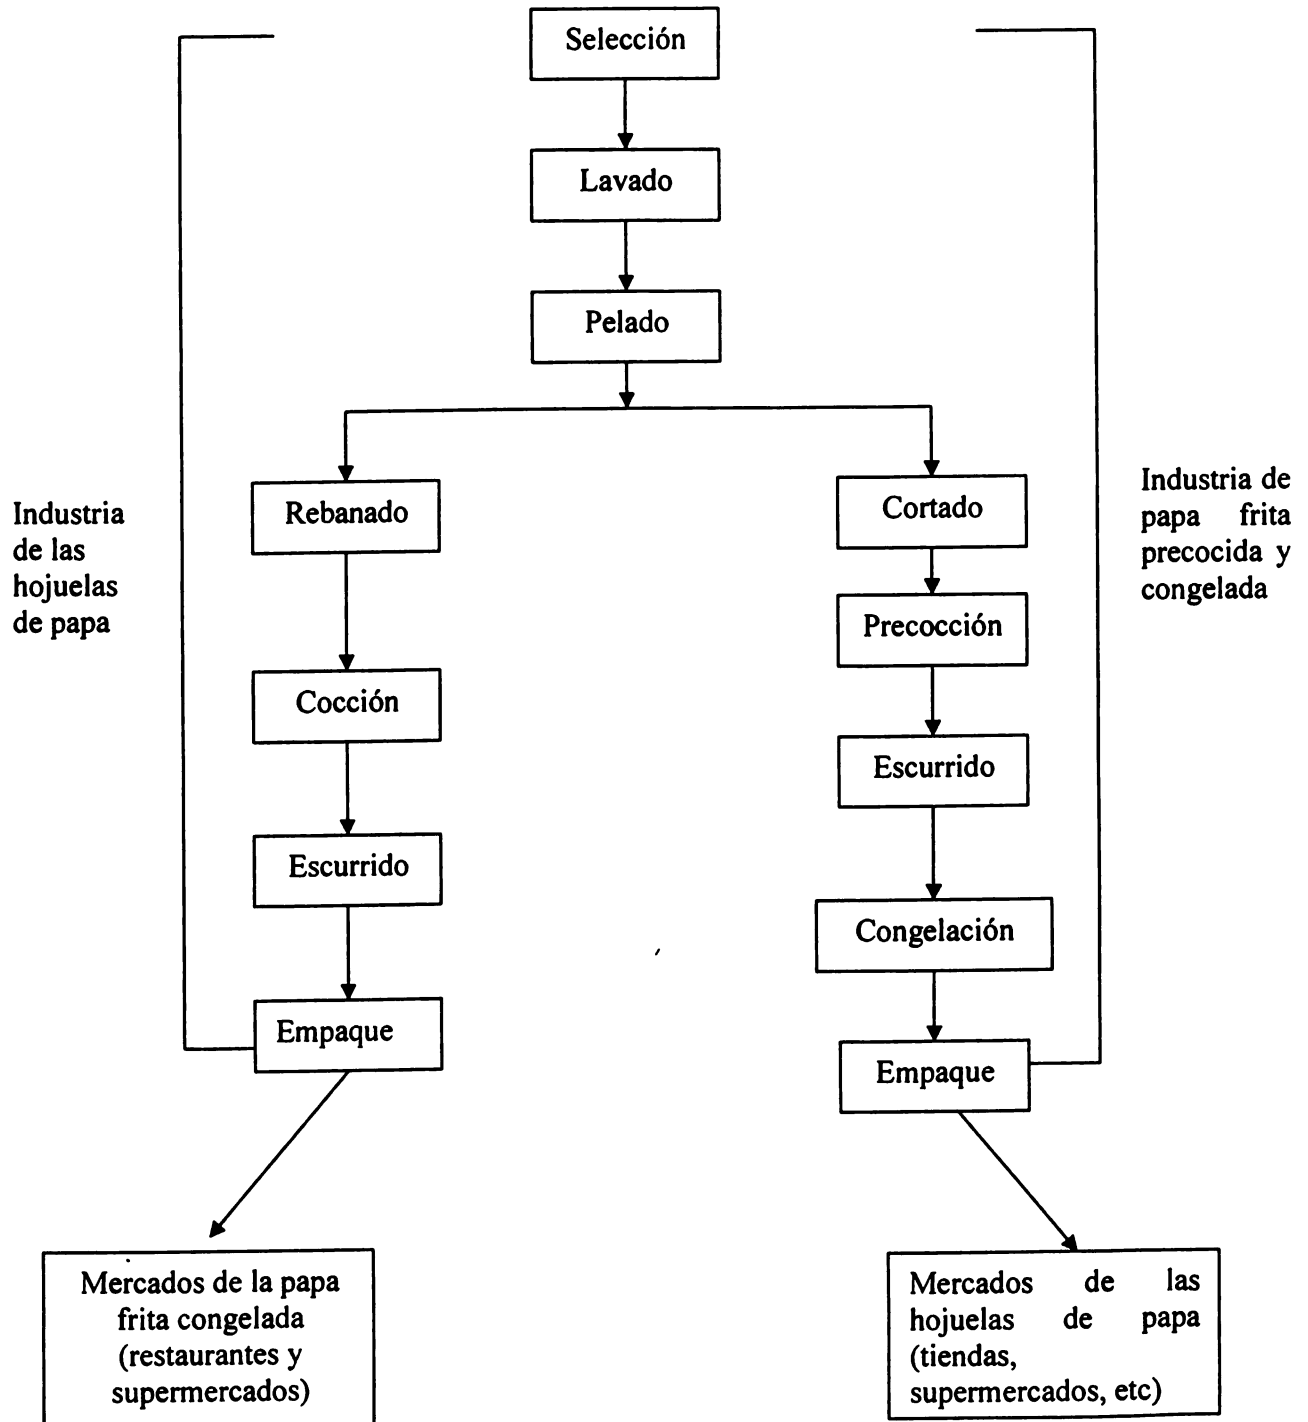 Selección
Lavado
Pelado
Industria
de las
hojuelas
de papa
Rebanado
Cocción
Escurrido
Empaque
Cortado
Precocción
Escurrido
Congelación
Empaque
Industria de
papa frita
precocida y
congelada
Mercados de la papa
frita congelada
(restaurantes y
supermercados)
Mercados de las
hojuelas de papa
(tiendas,
supermercados, etc)